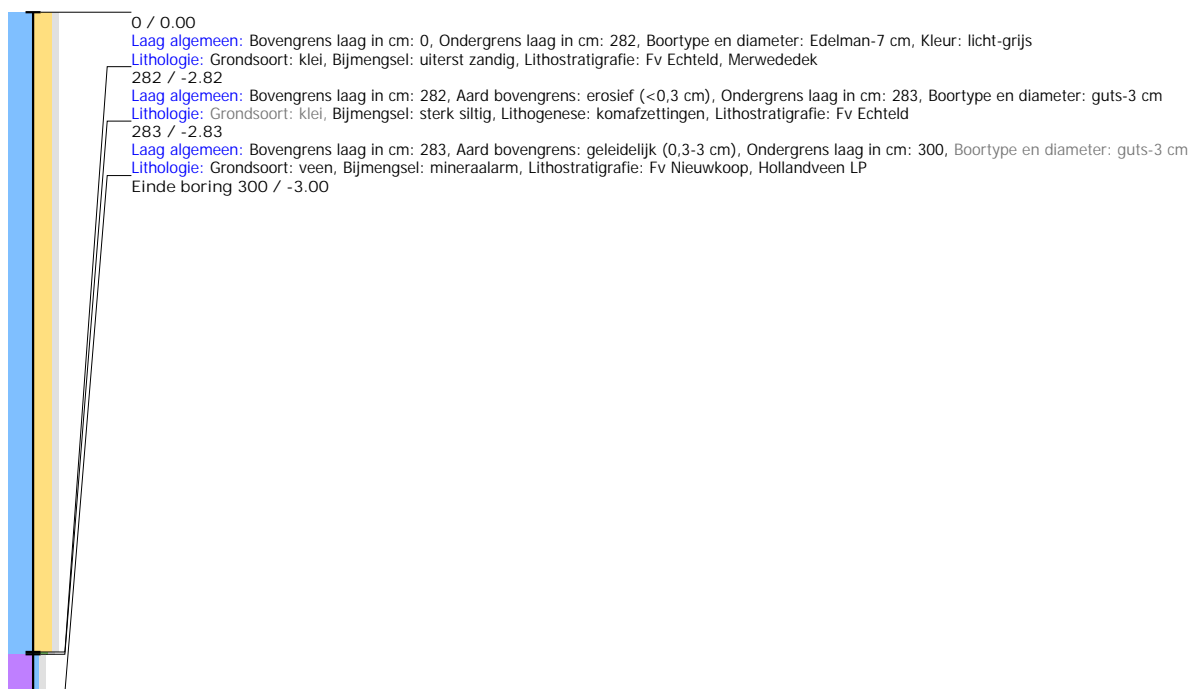 0 / 0.00
Laag algemeen: Bovengrens laag in cm: 0, Ondergrens laag in cm: 282, Boortype en diameter: Edelman-7 cm, Kleur: licht-grijs
Lithologie: Grondsoort: klei, Bijmengsel: uiterst zandig, Lithostratigrafie: Fv Echteld, Merwededek
282 / -2.82
Laag algemeen: Bovengrens laag in cm: 282, Aard bovengrens: erosief (<0,3 cm), Ondergrens laag in cm: 283, Boortype en diameter: guts-3 cm
Lithologie: Grondsoort: klei, Bijmengsel: sterk siltig, Lithogenese: komafzettingen, Lithostratigrafie: Fv Echteld
283 / -2.83
Laag algemeen: Bovengrens laag in cm: 283, Aard bovengrens: geleidelijk (0,3-3 cm), Ondergrens laag in cm: 300, Boortype en diameter: guts-3 cm
Lithologie: Grondsoort: veen, Bijmengsel: mineraalarm, Lithostratigrafie: Fv Nieuwkoop, Hollandveen LP
Einde boring 300 / -3.00